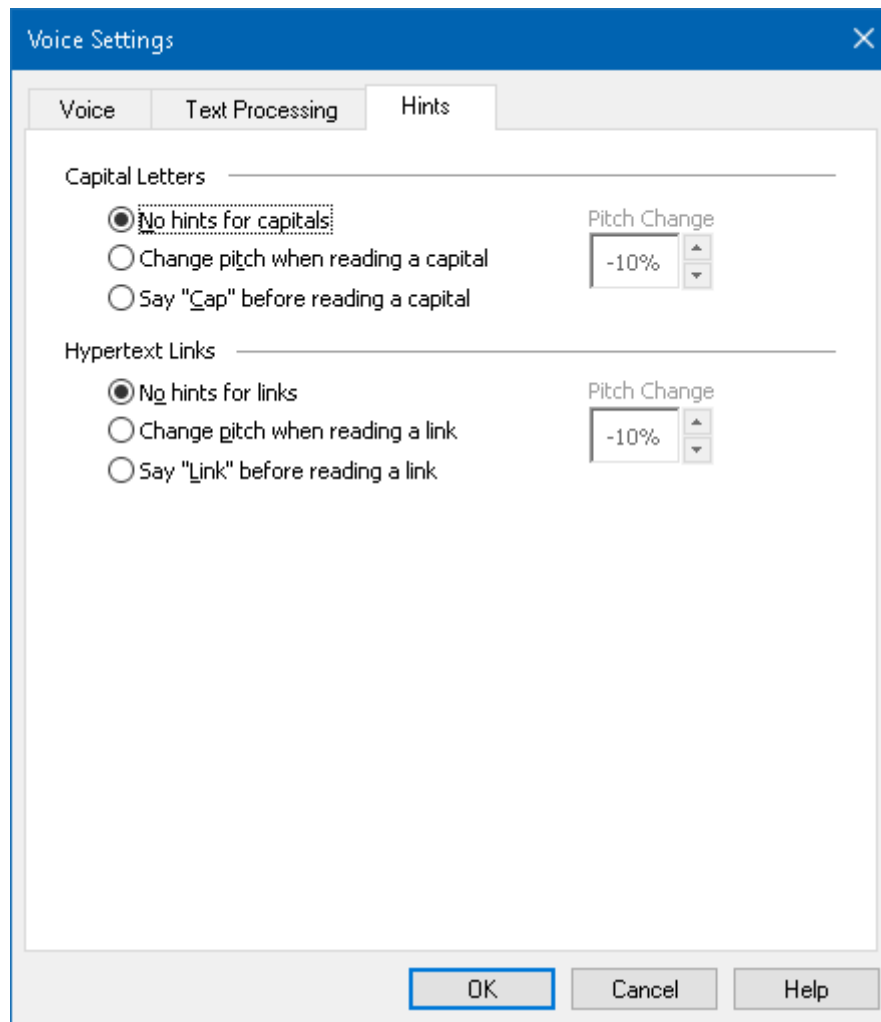 Voice Settings
Voice Text Processing Hints
Capital Letters
No hints for capitals
Change pitch when reading a capital
Say "Cap" before reading a capital
Pitch Change
-10%
Hypertext Links
No hints for links
Change pitch when reading a link
Say "Link" before reading a link
Pitch Change
-10%
OK Cancel Help